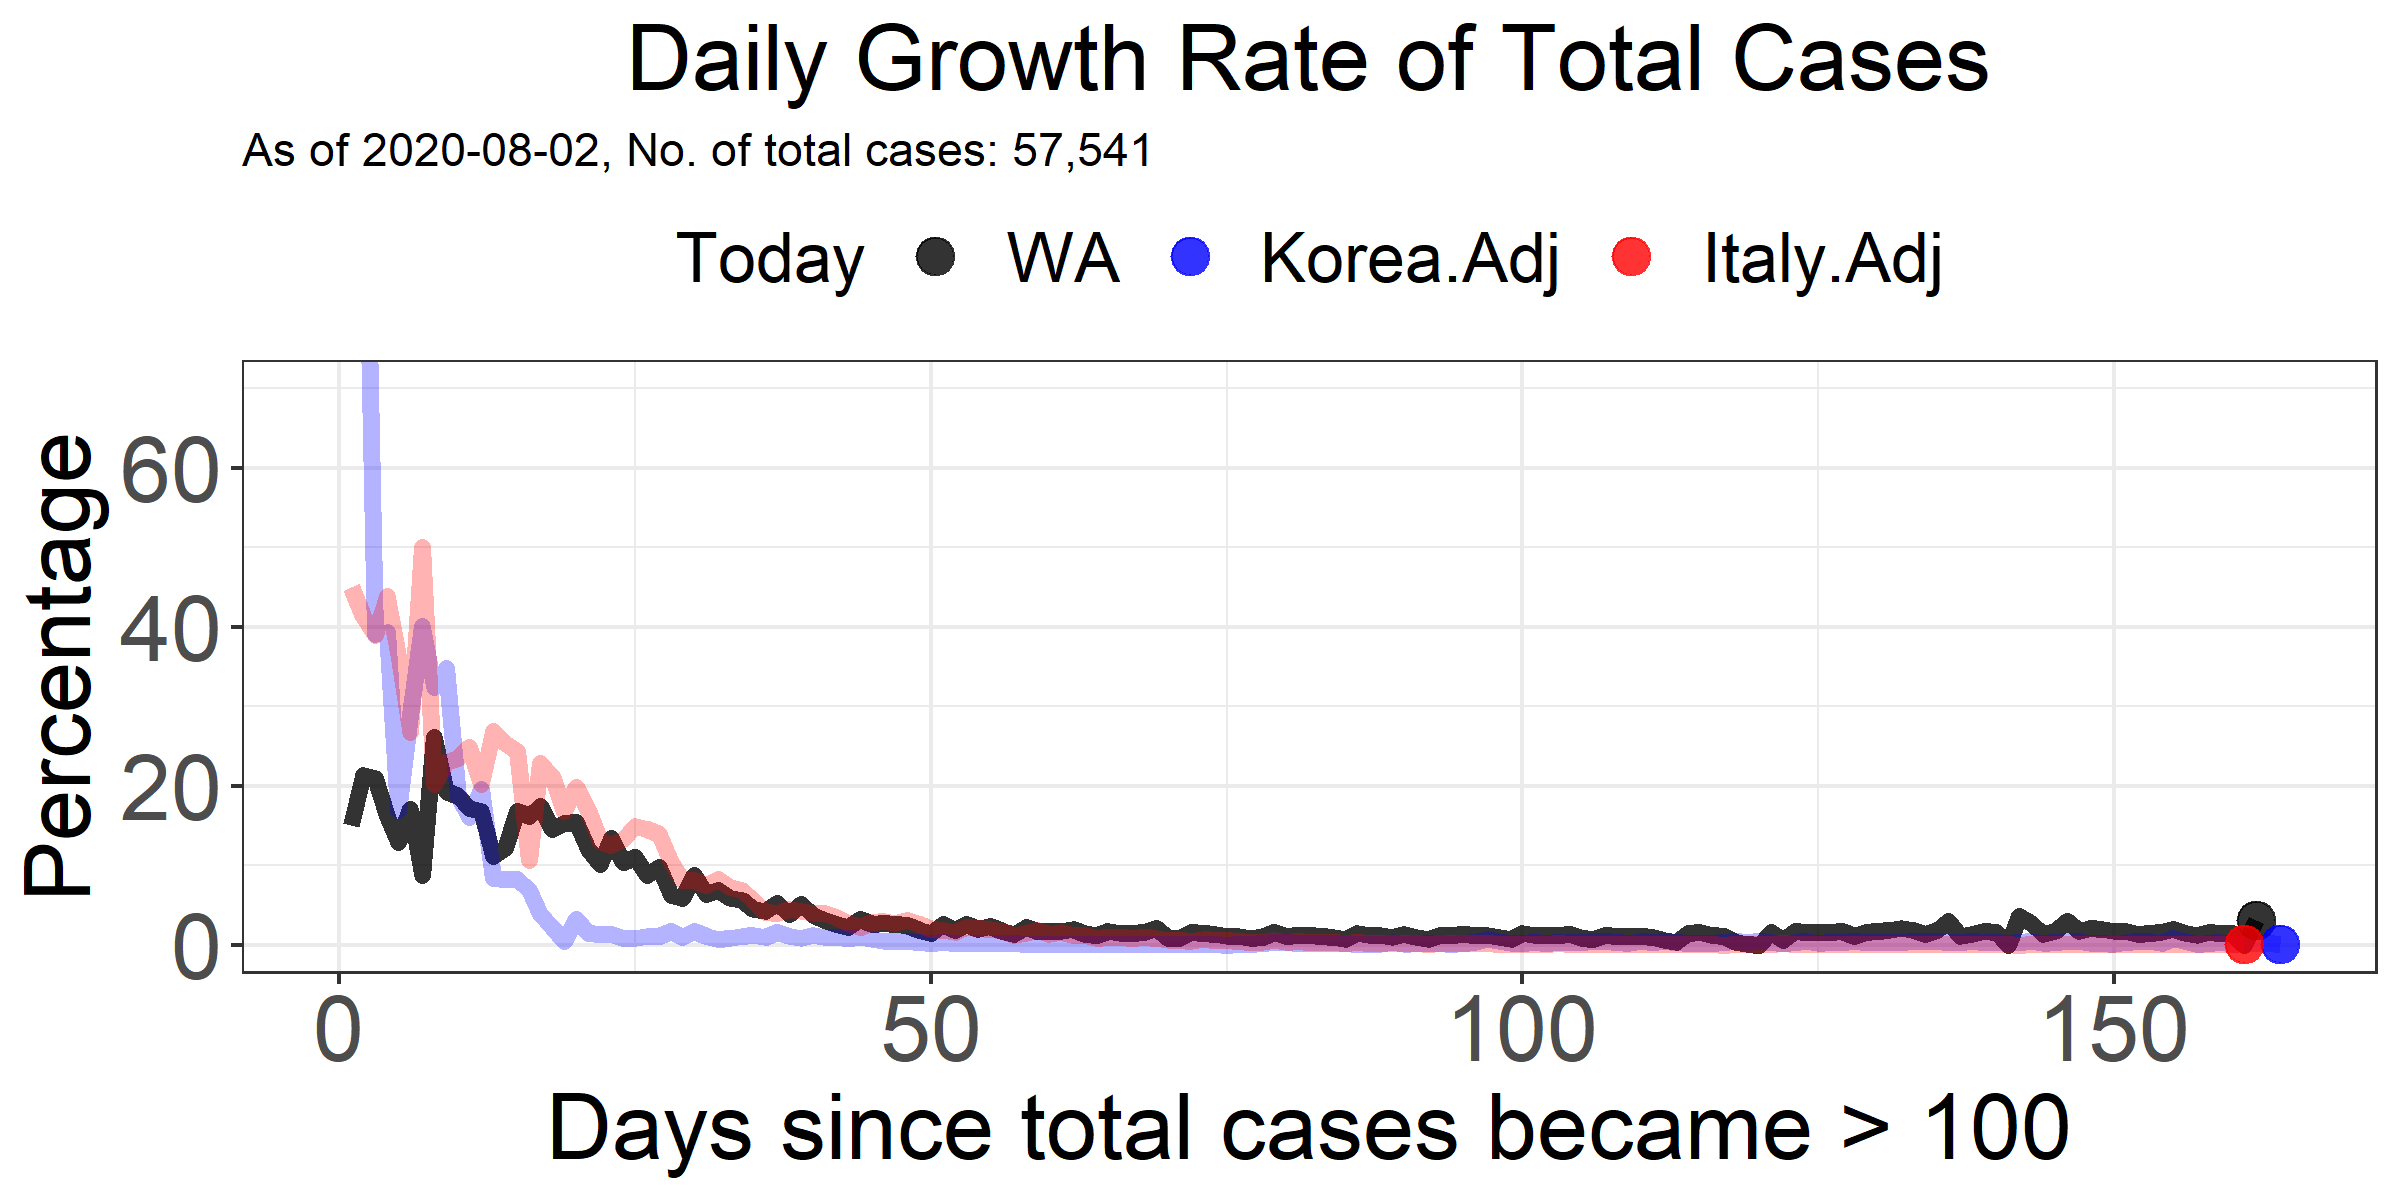 Daily Growth Rate of Total Cases
As of 2020-08-02, No. of total cases: 57,541
Today WA Korea.Adj Italy.Adj
Percentage
60
40
20
0
0 50 100 150
Days since total cases became > 100